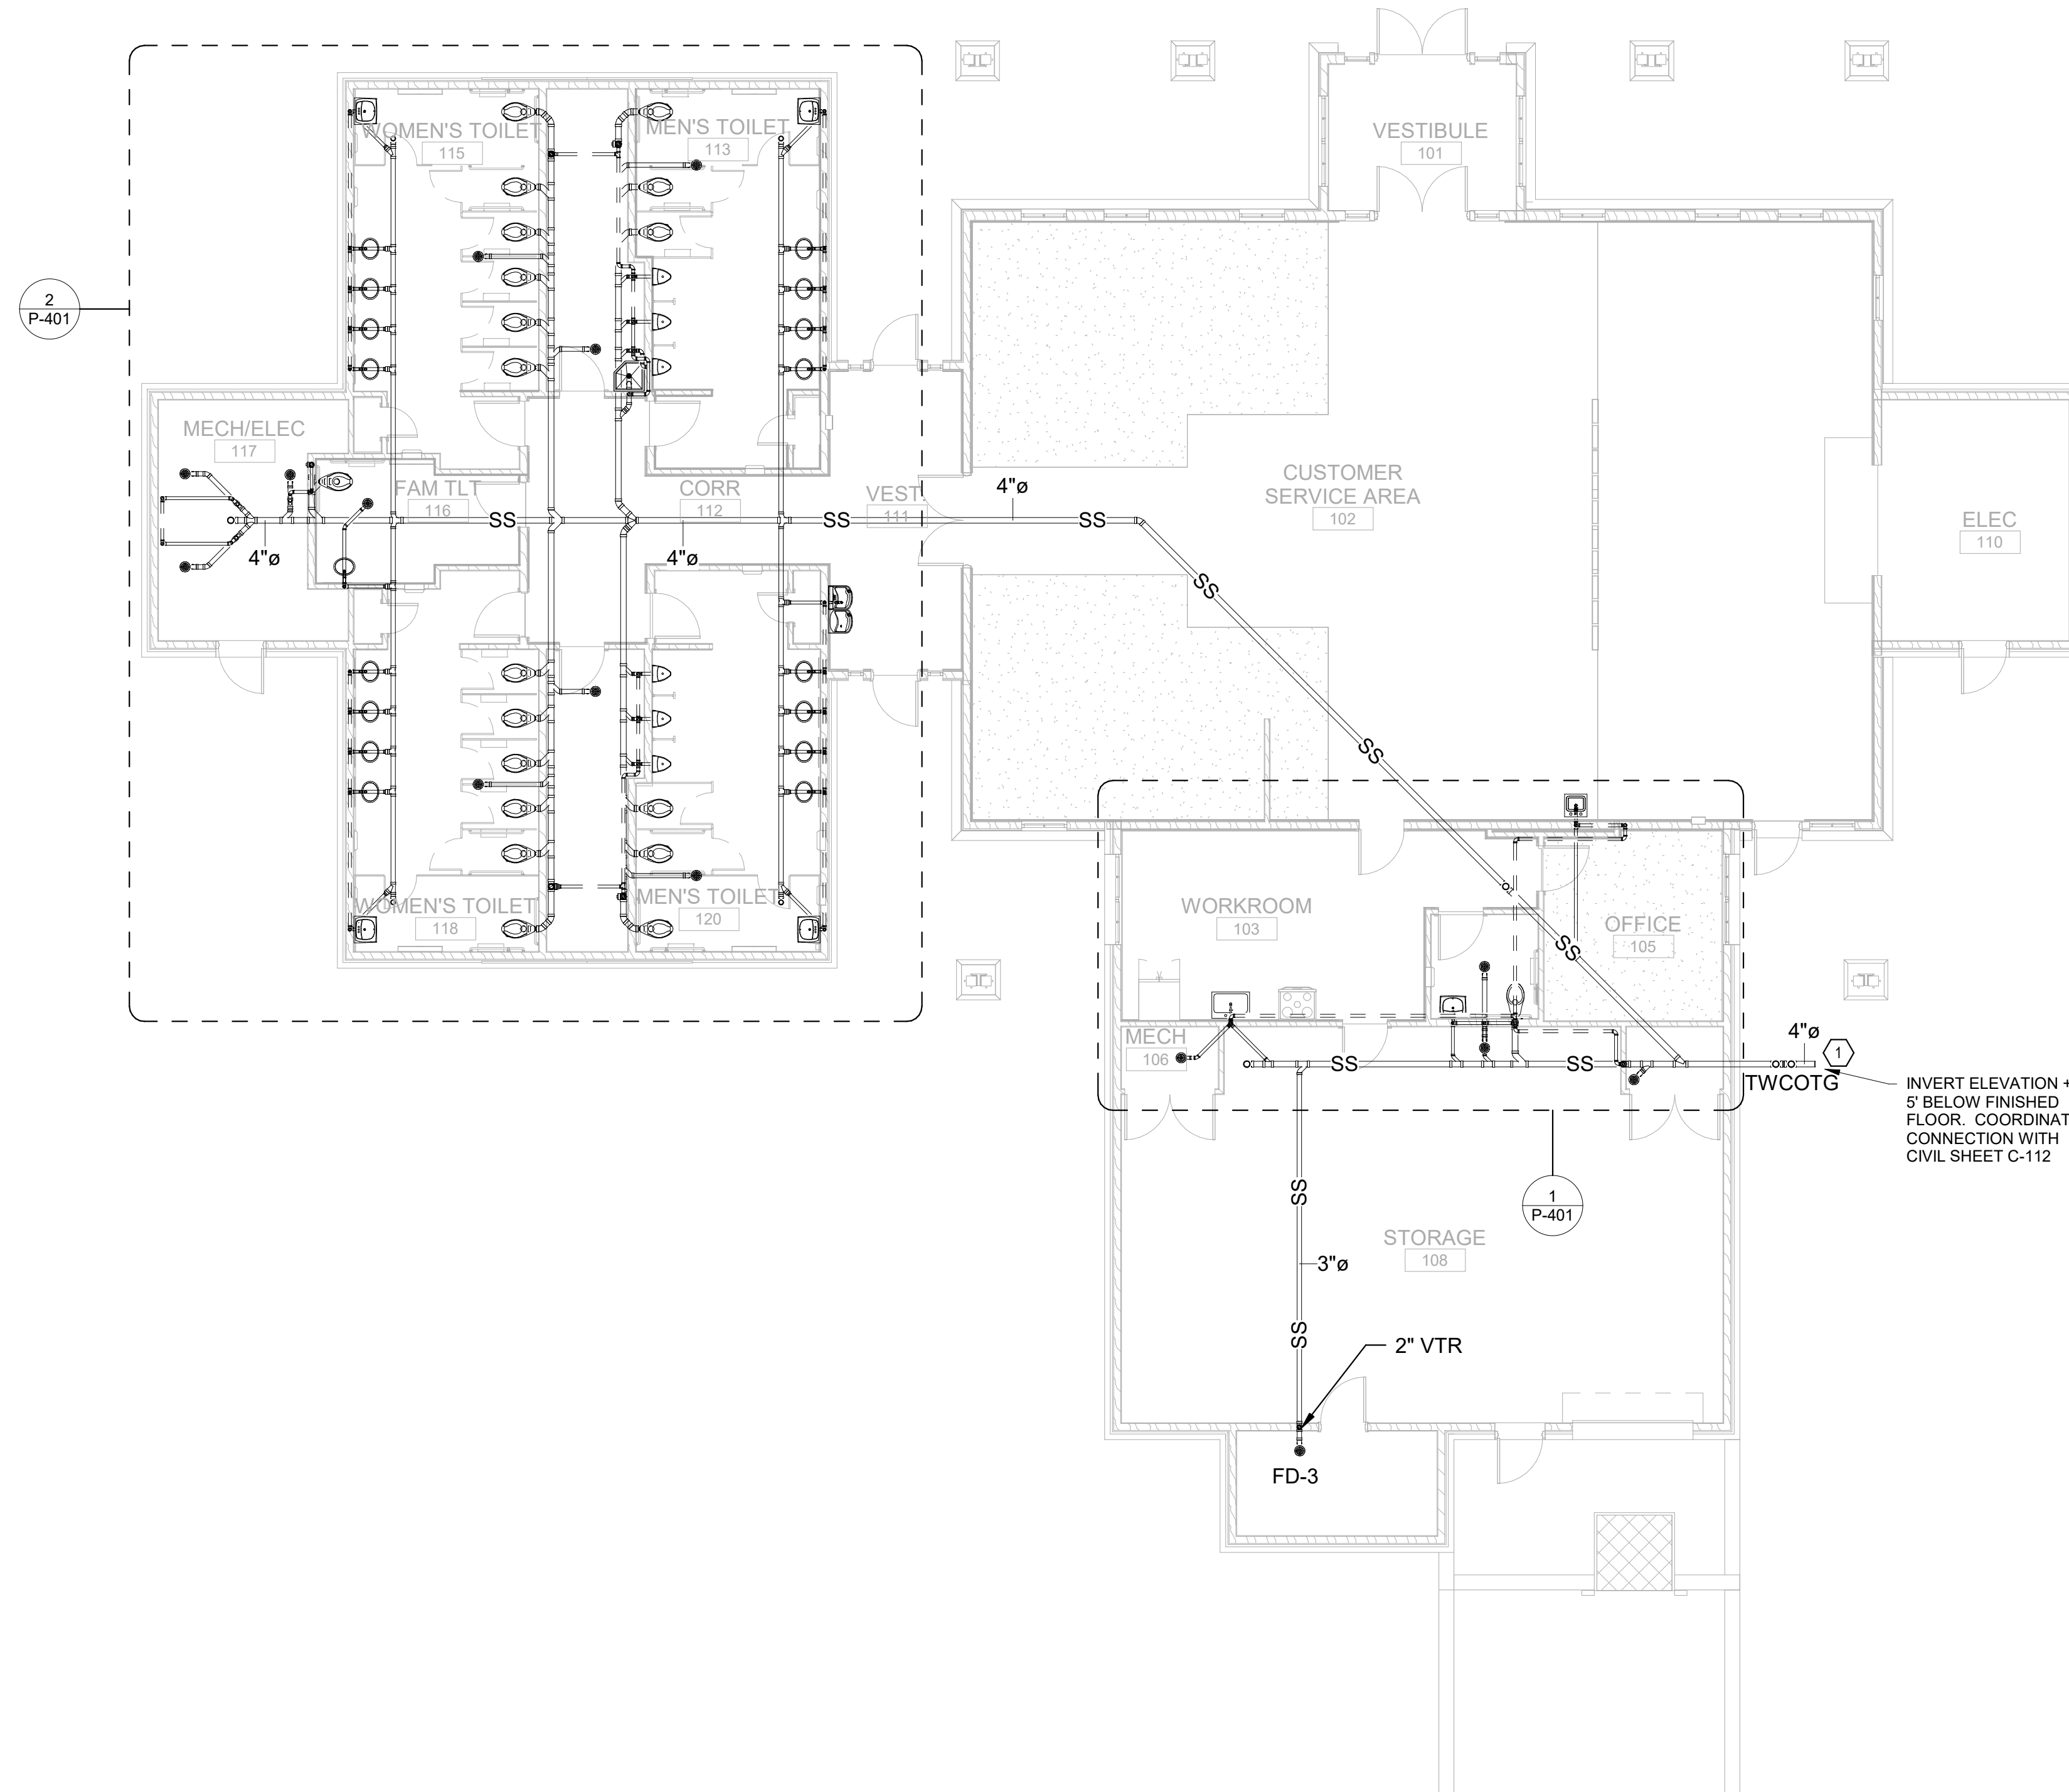 WOMEN'S TOILET
115
MEN'S TOILET
113
VESTIBULE
101
2
P-401
MECH/ELEC
117
FAM TLT
116
CORR
112
VEST.
111
CUSTOMER
SERVICE AREA
102
ELEC
110
4"ø
SS
SS
SS
4"ø
4"ø
SS
SS
WOMEN'S TOILET
118
MEN'S TOILET
120
WORKROOM
103
OFFICE
105
SS
MECH
106
SS
SS
4"ø
1
TWCOTG
INVERT ELEVATION +
5' BELOW FINISHED
FLOOR. COORDINAT
CONNECTION WITH
CIVIL SHEET C-112
SS
1
P-401
STORAGE
108
3"ø
SS
2" VTR
FD-3